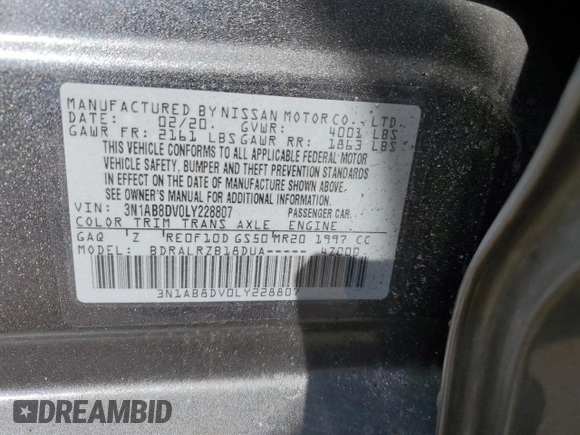 MANUFACTURED BY NISSAN MOTOR CO., LTD.
DATE: 02/20. GVWR: 4001 LBS
GAWR FR: 2161 LBS GAWR RR: 1863 LBS
THIS VEHICLE CONFORMS TO ALL APPLICABLE FEDERAL MOTOR
VEHICLE SAFETY, BUMPER AND THEFT PREVENTION STANDARDS
IN EFFECT ON THE DATE OF MANUFACTURE SHOWN ABOVE.
SEE OWNER'S MANUAL FOR ADDITIONAL INFORMATION.
VIN: 3N1AB8DV0LY228807 PASSENGER CAR
COLOR TRIM TRANS AXLE ENGINE
GAQ Z RE0F10D GS50 MR20 1997 CC
MODEL: BDRALRZB18DUA----- 47000
3N1AB8DV0LY228807
DREAMBID